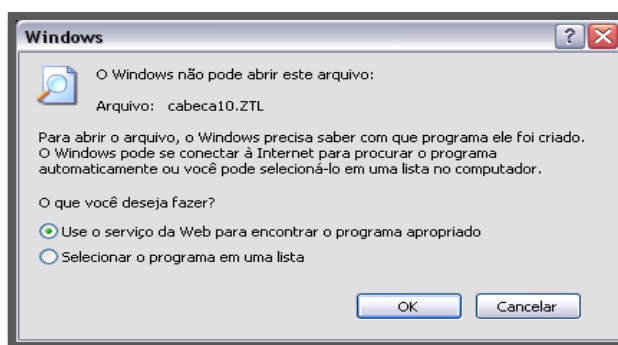 Windows
O Windows não pode abrir este arquivo:
Arquivo: cabeca10.ZTL
Para abrir o arquivo, o Windows precisa saber com que programa ele foi criado.
O Windows pode se conectar à Internet para procurar o programa
automaticamente ou você pode selecioná-lo em uma lista no computador.
O que você deseja fazer?
Use o serviço da Web para encontrar o programa apropriado
Selecionar o programa em uma lista
OK Cancelar